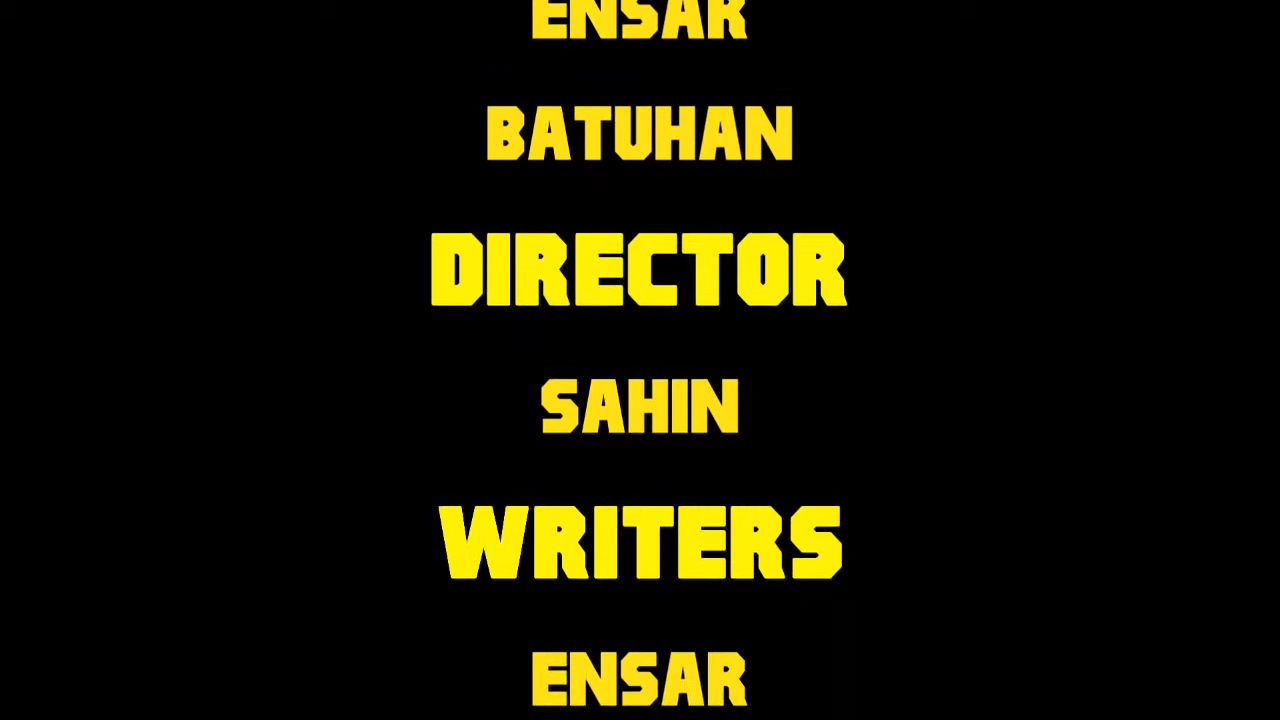 ENSAR
BATUHAN
DIRECTOR
SAHIN
WRITERS
ENSAR